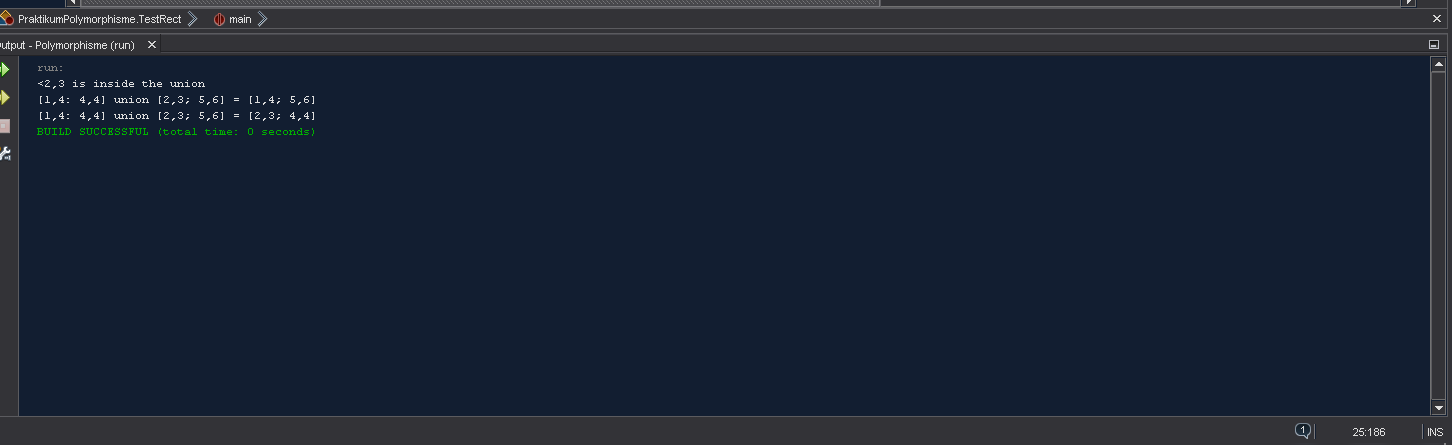 PraktikumPolymorphisme.TestRect main
utput - Polymorphisme (run)
run:
<2,3 is inside the union
[1,4: 4,4] union [2,3; 5,6] = [1,4; 5,6]
[1,4: 4,4] union [2,3; 5,6] = [2,3; 4,4]
BUILD SUCCESSFUL (total time: 0 seconds)
1 25:186 INS